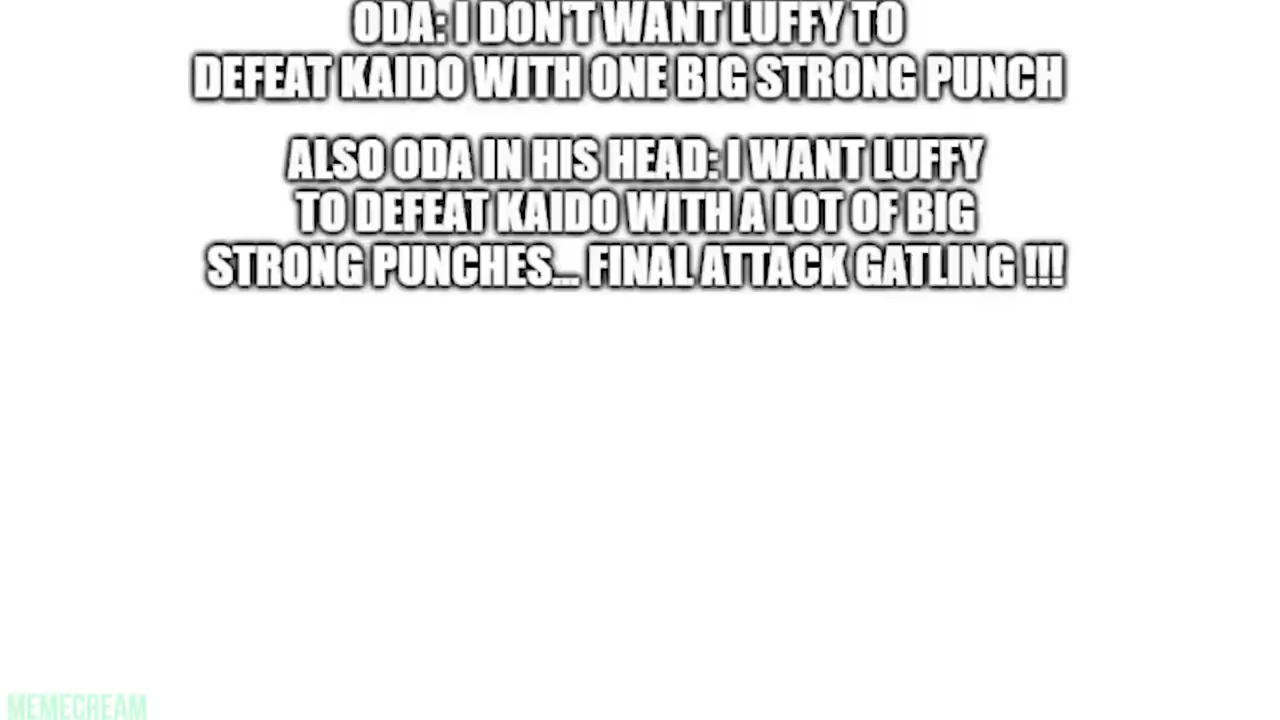 ODA: I DON'T WANT LUFFY TO
DEFEAT KAIDO WITH ONE BIG STRONG PUNCH
ALSO ODA IN HIS HEAD: I WANT LUFFY
TO DEFEAT KAIDO WITH A LOT OF BIG
STRONG PUNCHES... FINAL ATTACK GATLING !!!
MEMECREAM